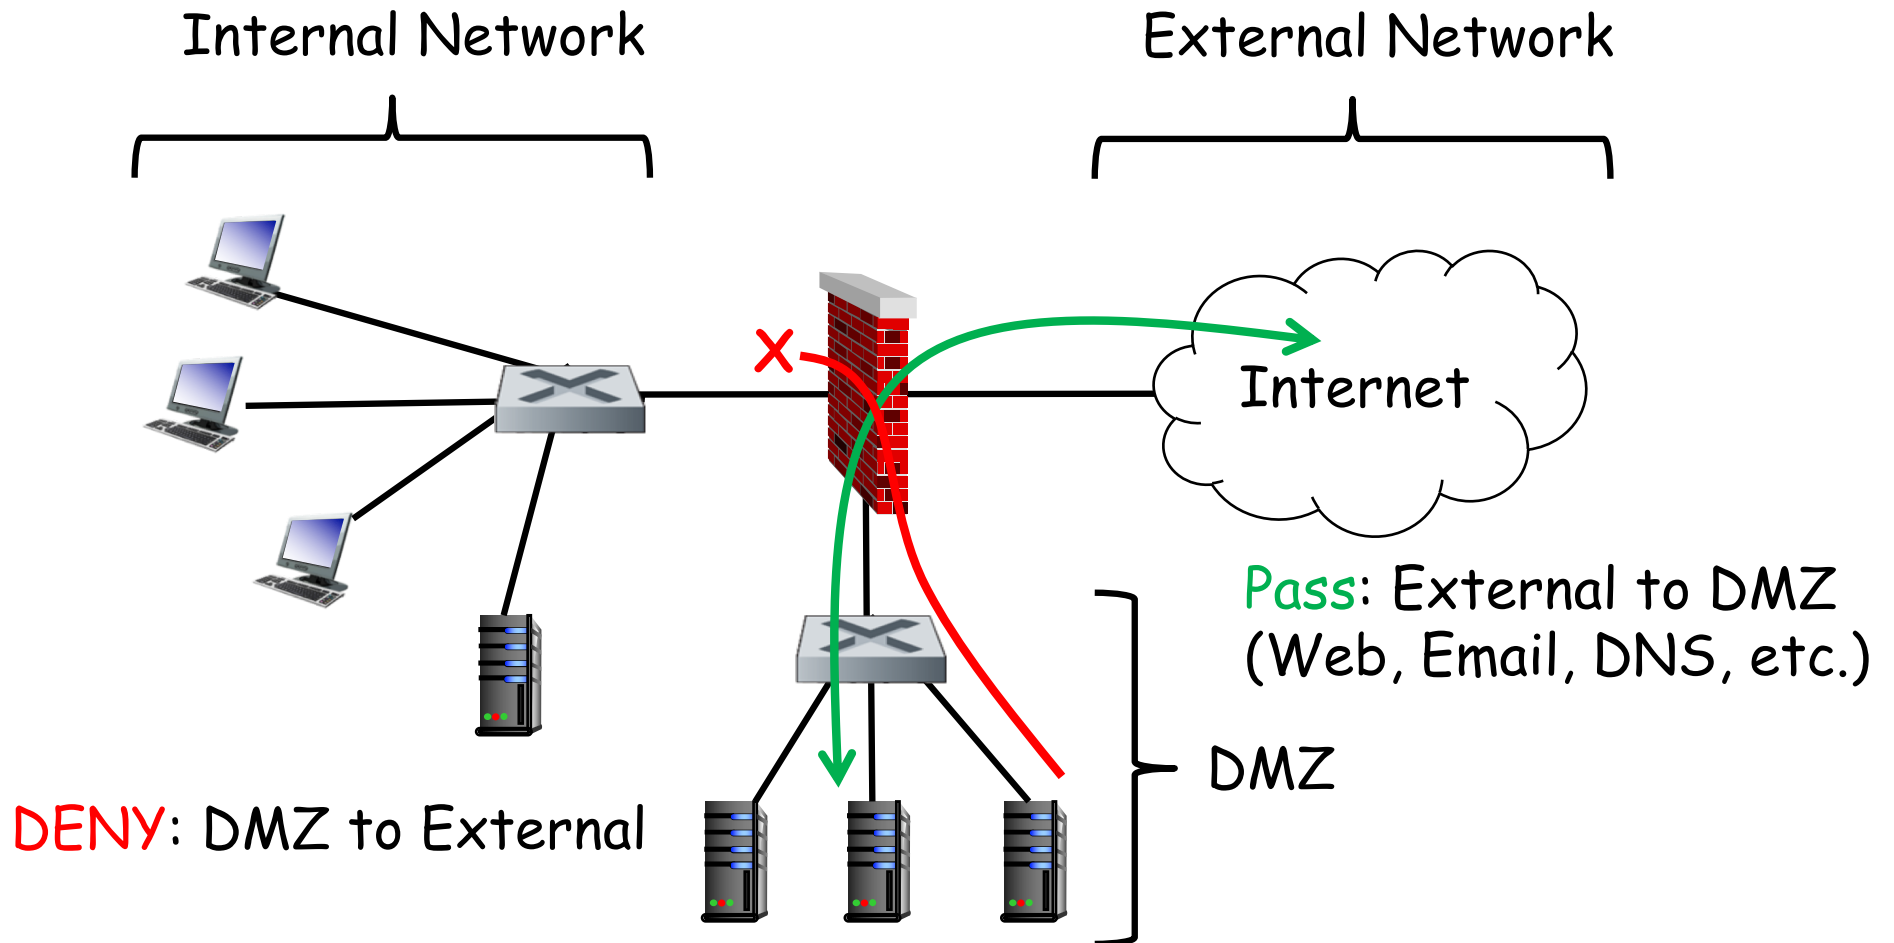 Internal Network
External Network
X
Internet
Pass: External to DMZ
(Web, Email, DNS, etc.)
DMZ
DENY: DMZ to External